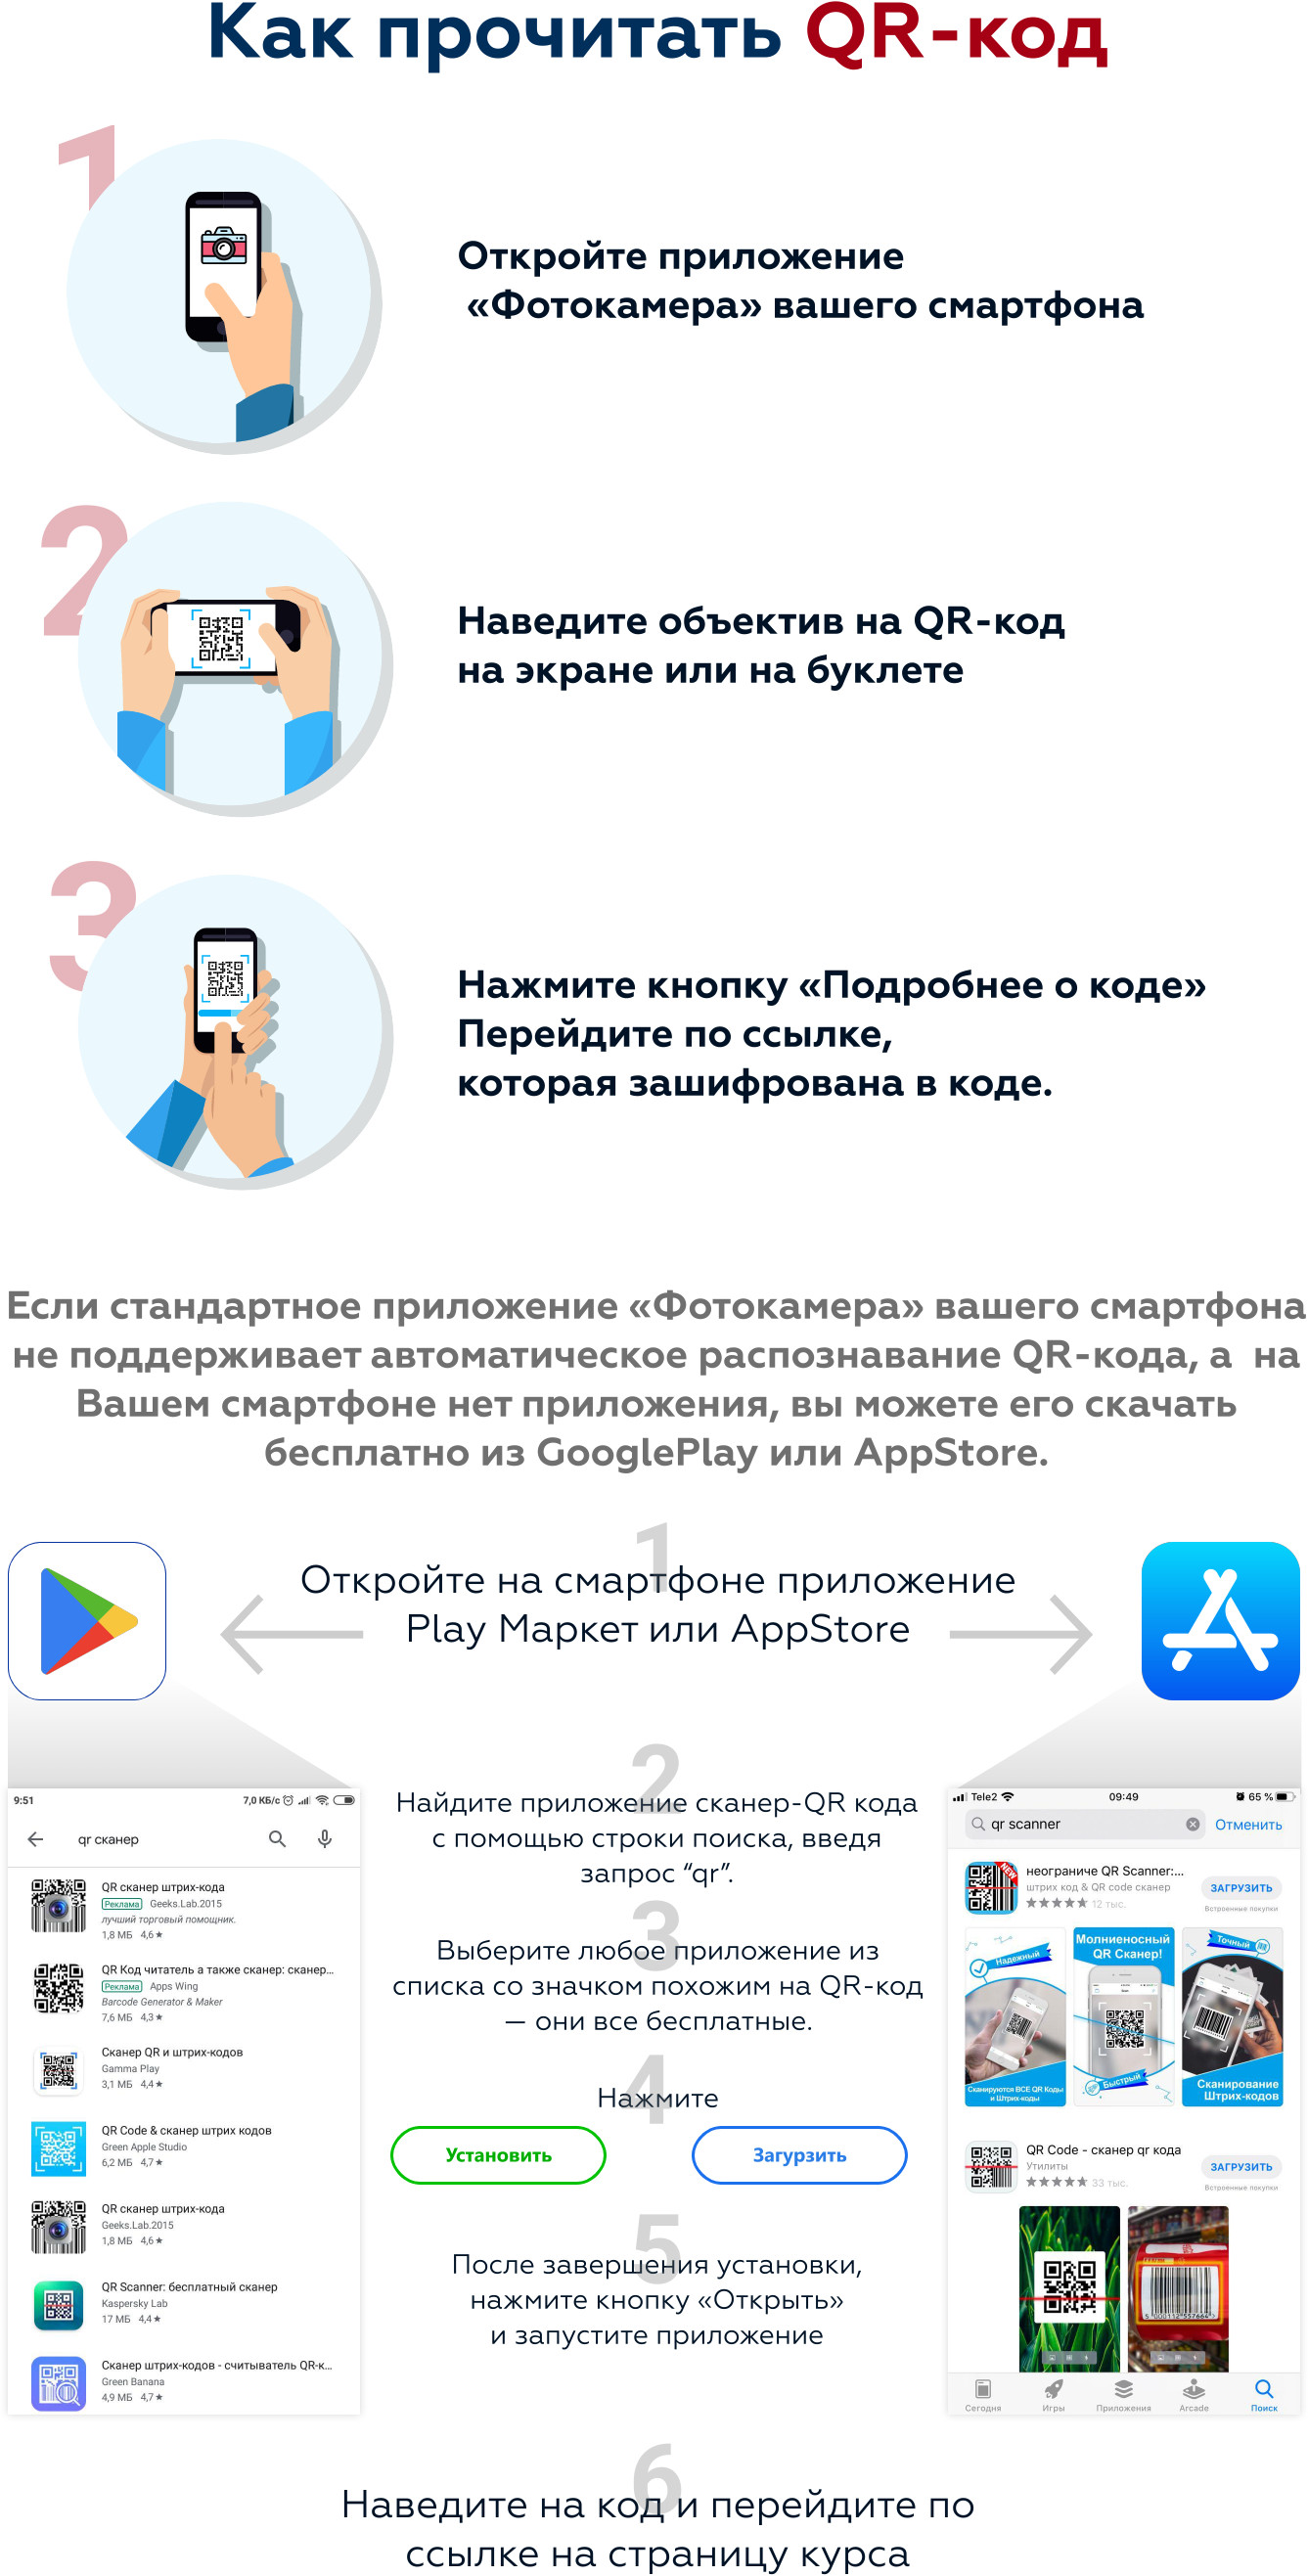 Как прочитать QR-код
1
Откройте приложение
«Фотокамера» вашего смартфона
2
Наведите объектив на QR-код
на экране или на буклете
3
Нажмите кнопку «Подробнее о коде»
Перейдите по ссылке,
которая зашифрована в коде.
Если стандартное приложение «Фотокамера» вашего смартфона
не поддерживает автоматическое распознавание QR-кода, а на
Вашем смартфоне нет приложения, вы можете его скачать
бесплатно из GooglePlay или AppStore.
1
Откройте на смартфоне приложение
Play Маркет или AppStore
2
Найдите приложение сканер-QR кода
с помощью строки поиска, введя
запрос “qr”.
3
Выберите любое приложение из
списка со значком похожим на QR-код
— они все бесплатные.
4
Нажмите
Установить
Загурзить
5
После завершения установки,
нажмите кнопку «Открыть»
и запустите приложение
9:51
7,0 КБ/с
qr сканер
QR сканер штрих-кода
Реклама Geeks.Lab.2015
лучший торговый помощник.
1,8 МБ 4,6 ★
QR Код читатель а также сканер: сканер...
Реклама Apps Wing
Barcode Generator & Maker
7,6 МБ 4,3 ★
Сканер QR и штрих-кодов
Gamma Play
3,1 МБ 4,4 ★
QR Code & сканер штрих кодов
Green Apple Studio
6,2 МБ 4,7 ★
QR сканер штрих-кода
Geeks.Lab.2015
1,8 МБ 4,6 ★
QR Scanner: бесплатный сканер
Kaspersky Lab
17 МБ 4,4 ★
Сканер штрих-кодов - считыватель QR-к...
Green Banana
4,9 МБ 4,7 ★
Tele2
09:49
65 %
qr scanner
Отменить
NEW
неограниче QR Scanner:...
штрих код & QR code сканер
★★★★★ 12 тыс.
ЗАГРУЗИТЬ
Встроенные покупки
Надежный
Сканируются ВСЕ QR Коды
и Штрих-коды
Молниеносный
QR Сканер!
Быстрый
Точный
Сканирование
Штрих-кодов
QR Code - сканер qr кода
Утилиты
★★★★★ 33 тыс.
ЗАГРУЗИТЬ
Встроенные покупки
Сегодня
Игры
Приложения
Arcade
Поиск
6
Наведите на код и перейдите по
ссылке на страницу курса